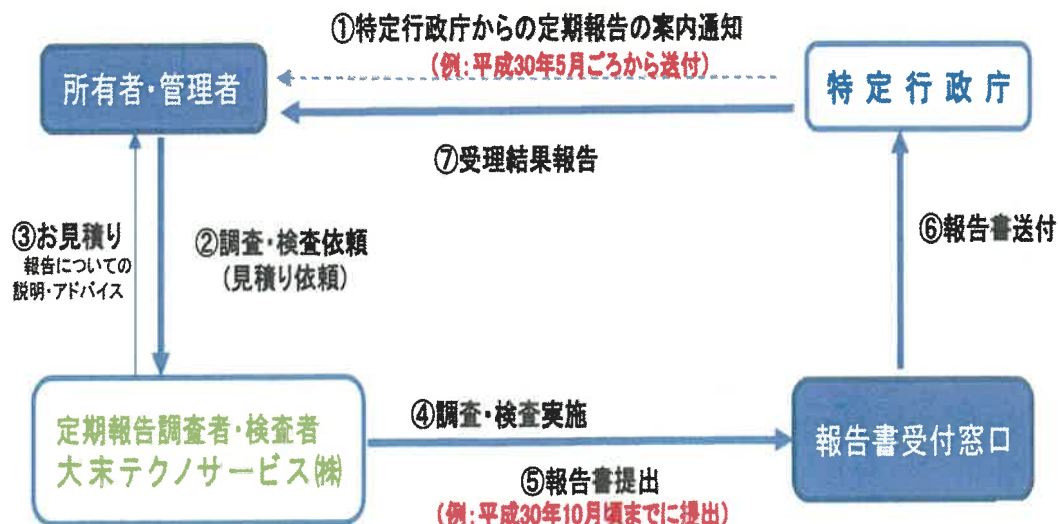 ①特定行政庁からの定期報告の案内通知
(例:平成30年5月ごろから送付)
所有者・管理者
特定行政庁
⑦受理結果報告
③お見積り
報告についての
説明・アドバイス
②調査・検査依頼
(見積り依頼)
⑥報告書送付
定期報告調査者・検査者
大末テクノサービス㈱
④調査・検査実施
報告書受付窓口
⑤報告書提出
(例:平成30年10月頃までに提出)